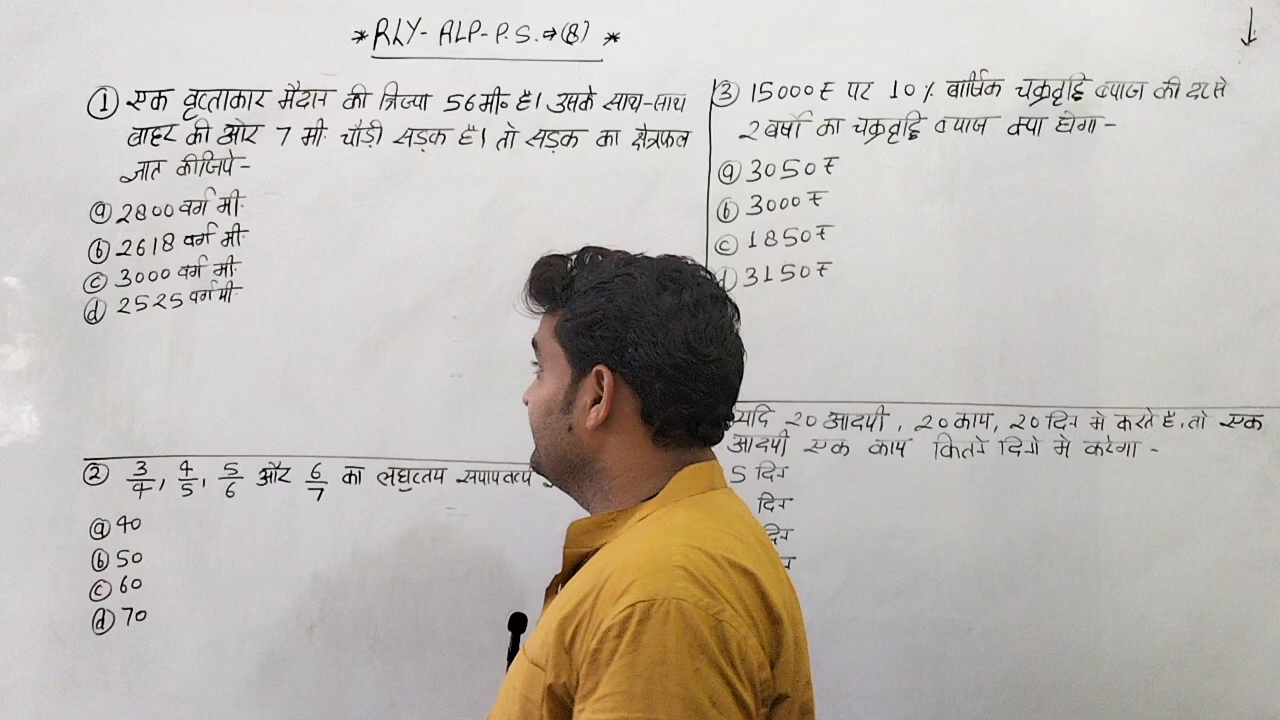 *RLY-ALP-P.S.⇒(8) *
① एक वृत्ताकार मैदान की त्रिज्या 56 मी॰ है। उसके साथ-साथ
बाहर की ओर 7 मी. चौड़ी सड़क है। तो सड़क का क्षेत्रफल
ज्ञात कीजिये-
ⓐ 2800 वर्ग मी.
ⓑ 2618 वर्ग मी.
ⓒ 3000 वर्ग मी.
ⓓ 2525 वर्ग मी.
② 3/4, 4/5, 5/6 और 6/7 का लघुत्तम समापवर्त्य
ⓐ 40
ⓑ 50
ⓒ 60
ⓓ 70
③ 15000₹ पर 10% वार्षिक चक्रवृद्धि ब्याज की दर से
2 वर्षो का चक्रवृद्धि ब्याज क्या होगा-
ⓐ 3050₹
ⓑ 3000₹
ⓒ 1850₹
3150₹
यदि 20 आदमी, 20 काम, 20 दिन मे करते है, तो एक
आदमी एक काम कितने दिनो मे करेगा -
5 दिन
दिन
दिन